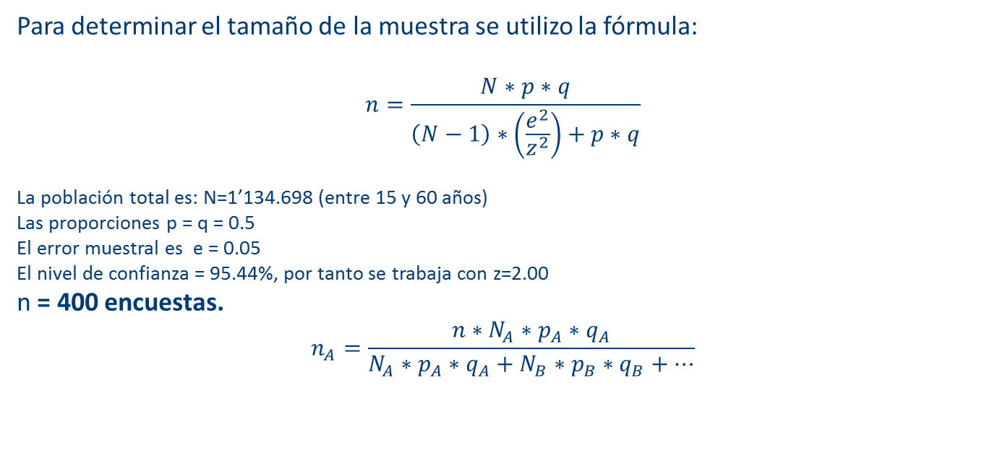 Para determinar el tamaño de la muestra se utilizo la fórmula:
n = \frac{N * p * q}{(N − 1) * \left(\frac{e^2}{z^2}\right) + p * q}
La población total es: N=1’134.698 (entre 15 y 60 años)
Las proporciones p = q = 0.5
El error muestral es e = 0.05
El nivel de confianza = 95.44%, por tanto se trabaja con z=2.00
n = 400 encuestas.
n_A = \frac{n * N_A * p_A * q_A}{N_A * p_A * q_A + N_B * p_B * q_B + ⋯}